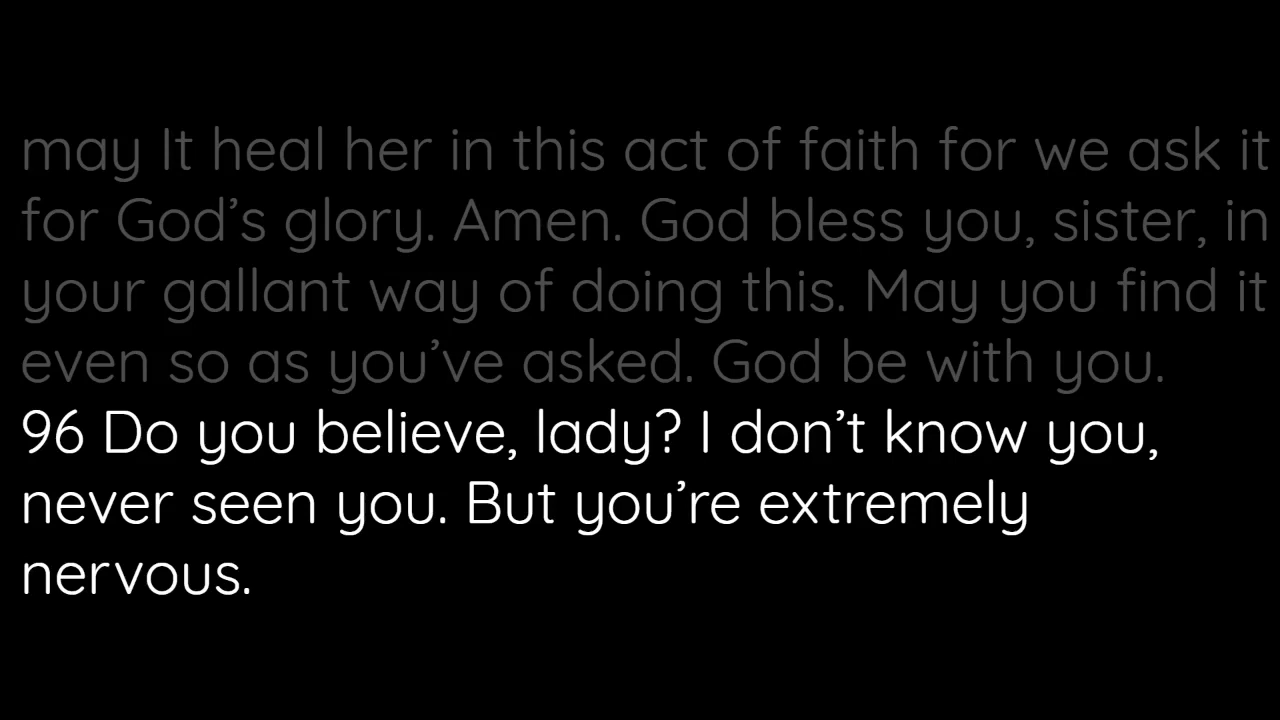 may It heal her in this act of faith for we ask it
for God’s glory. Amen. God bless you, sister, in
your gallant way of doing this. May you find it
even so as you’ve asked. God be with you.
96 Do you believe, lady? I don’t know you,
never seen you. But you’re extremely
nervous.